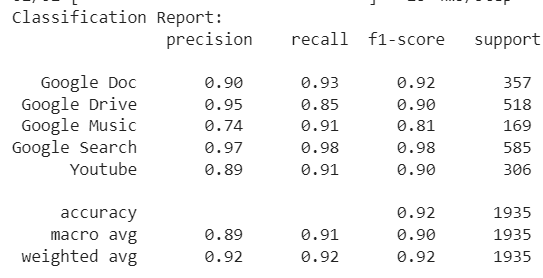 Classification Report:
precision recall f1-score support
Google Doc 0.90 0.93 0.92 357
Google Drive 0.95 0.85 0.90 518
Google Music 0.74 0.91 0.81 169
Google Search 0.97 0.98 0.98 585
Youtube 0.89 0.91 0.90 306
accuracy 0.92 1935
macro avg 0.89 0.91 0.90 1935
weighted avg 0.92 0.92 0.92 1935